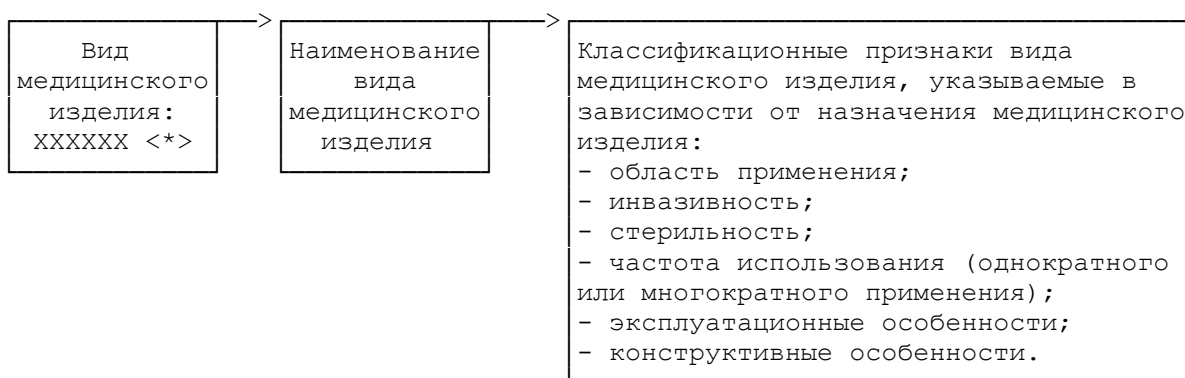 Вид
медицинского
изделия:
XXXXXX <*>
Наименование
вида
медицинского
изделия
Классификационные признаки вида
медицинского изделия, указываемые в
зависимости от назначения медицинского
изделия:
- область применения;
- инвазивность;
- стерильность;
- частота использования (однократного
или многократного применения);
- эксплуатационные особенности;
- конструктивные особенности.